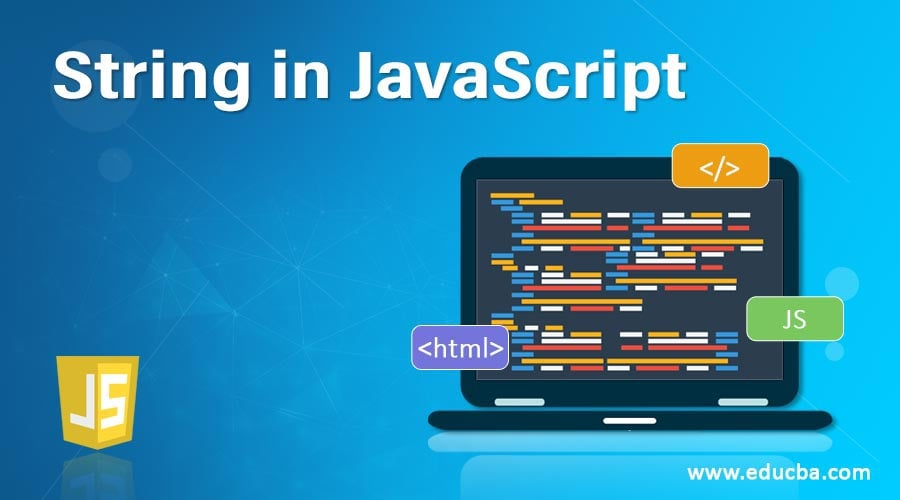 String in JavaScript
</>
JS
<html>
JS
www.educba.com